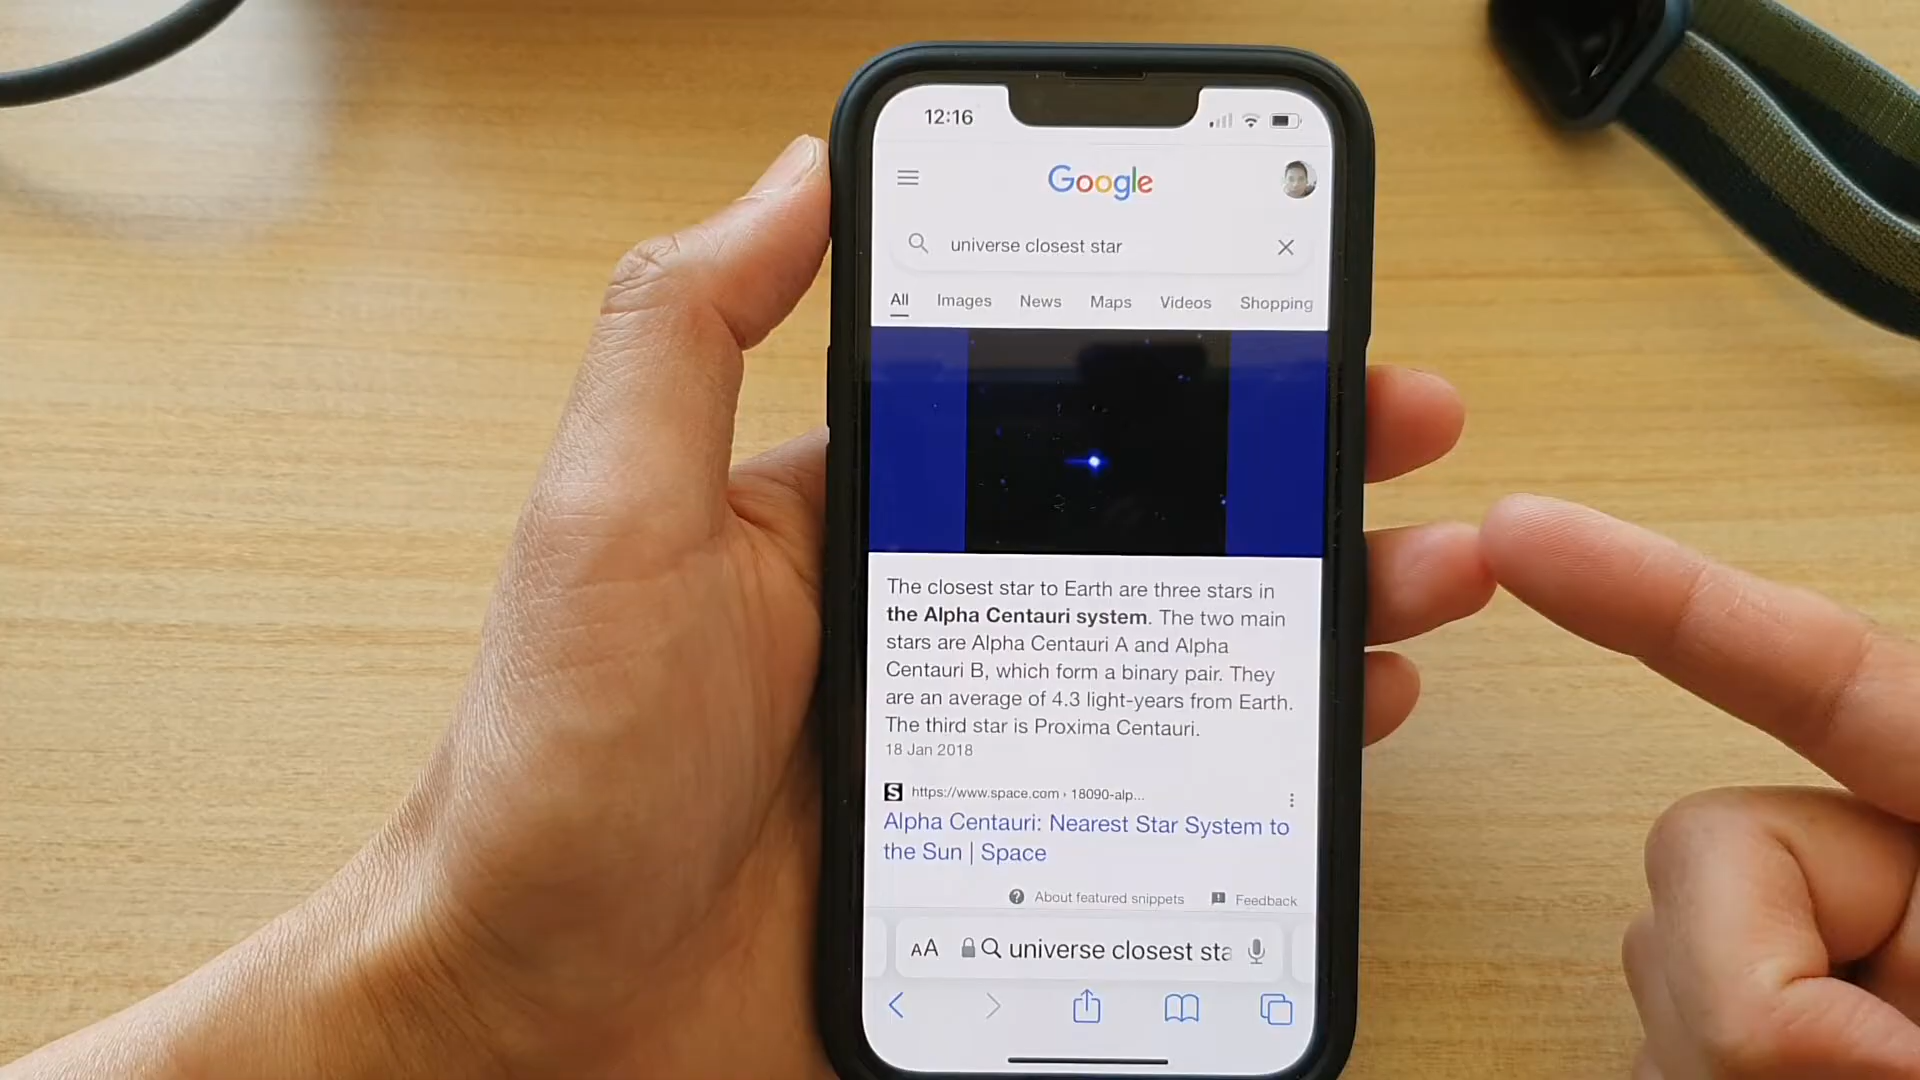 12:16
Google
universe closest star
All Images News Maps Videos Shopping
The closest star to Earth are three stars in
the Alpha Centauri system. The two main
stars are Alpha Centauri A and Alpha
Centauri B, which form a binary pair. They
are an average of 4.3 light-years from Earth.
The third star is Proxima Centauri.
18 Jan 2018
S https://www.space.com › 18090-alp...
Alpha Centauri: Nearest Star System to
the Sun | Space
About featured snippets Feedback
AA universe closest sta